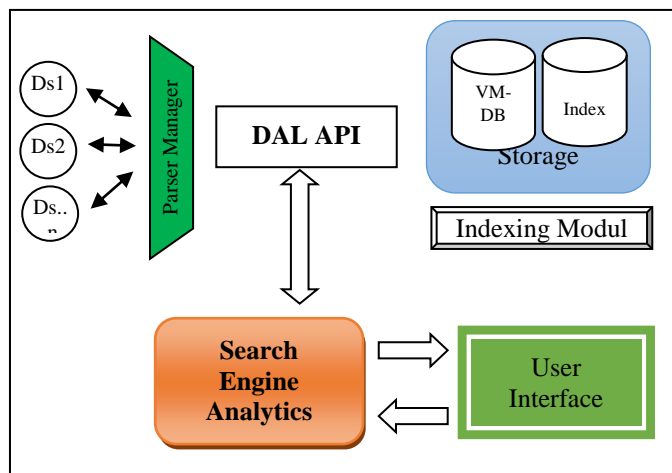 Ds1
Ds2
Ds..
n
Parser Manager
DAL API
VM-
DB
Index
Storage
Indexing Modul
Search
Engine
Analytics
User
Interface